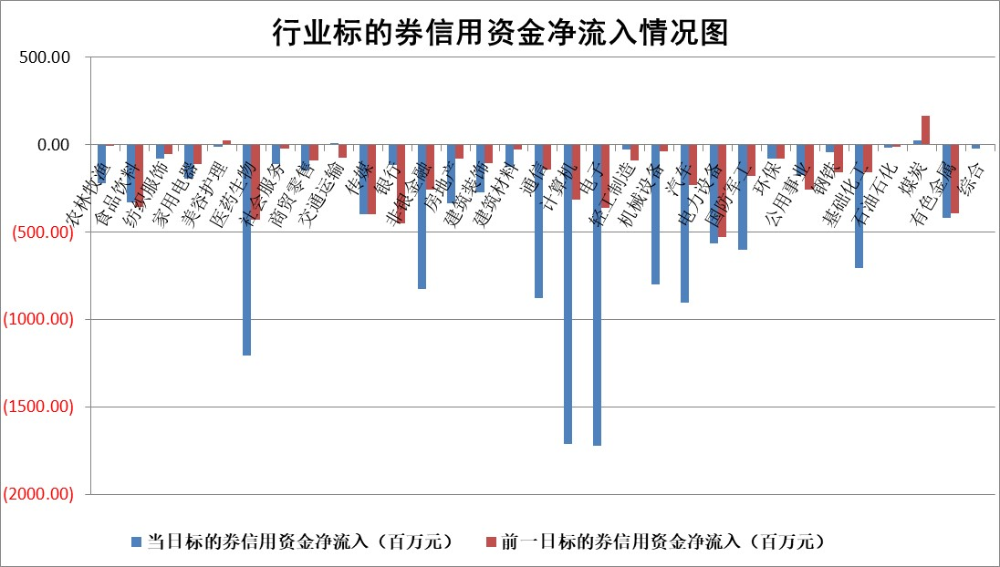 行业标的券信用资金净流入情况图
500.00
0.00
(500.00)
(1000.00)
(1500.00)
(2000.00)
农林牧渔
食品饮料
纺织服饰
家用电器
美容护理
医药生物
社会服务
商贸零售
交通运输
传媒
银行
非银金融
房地产
建筑装饰
建筑材料
通信
计算机
电子
轻工制造
机械设备
汽车
电力设备
国防军工
环保
公用事业
钢铁
基础化工
石油石化
煤炭
有色金属
综合
当日标的券信用资金净流入（百万元）
前一日标的券信用资金净流入（百万元）